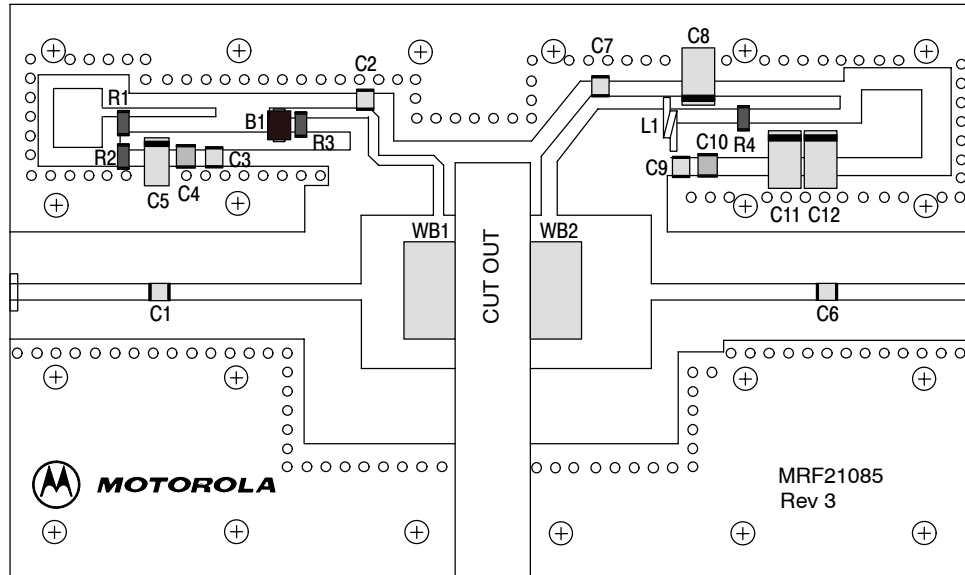 C8
C7
C2
R1
B1
R3
L1
R4
C10
R2
C3
C9
C4
C5
C11
C12
WB1
WB2
CUT OUT
C1
C6
MOTOROLA
MRF21085
Rev 3